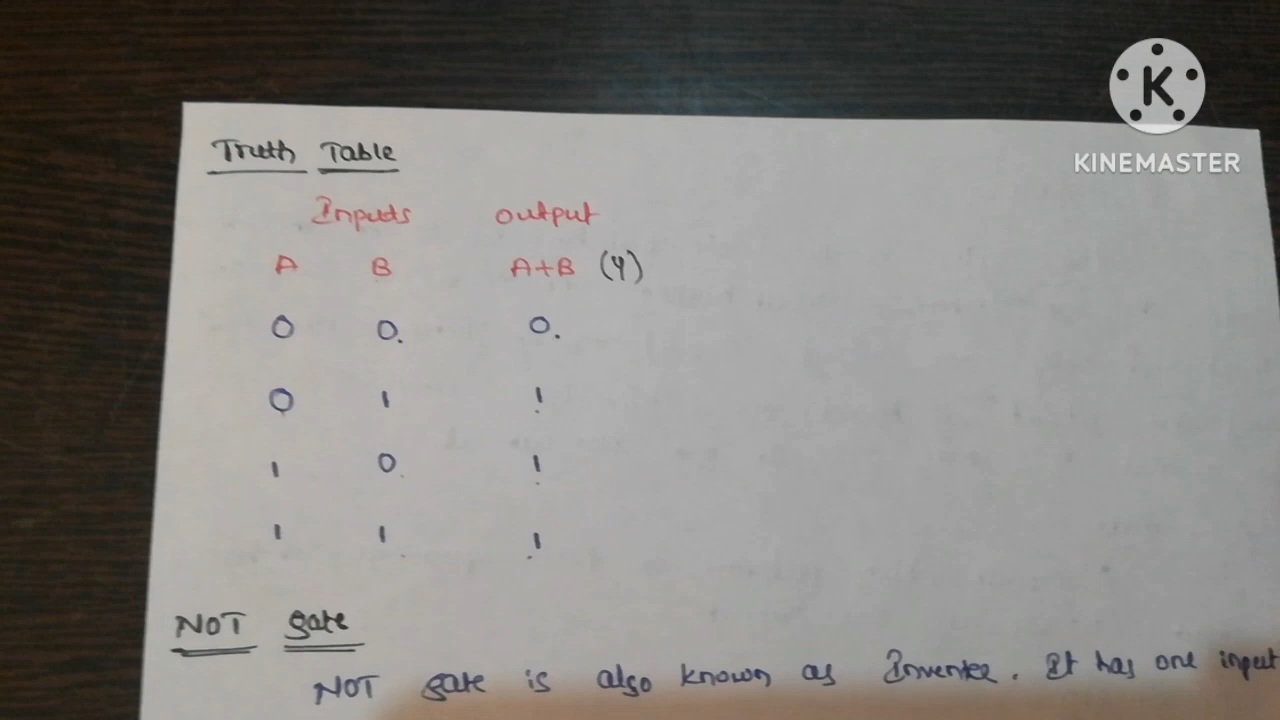 KINEMASTER
Truth Table
Inputs output
A B A+B (Y)
0 0. 0.
0 1 1
1 0 1
1 1 1
NOT gate
NOT gate is also known as Inverter. It has one input